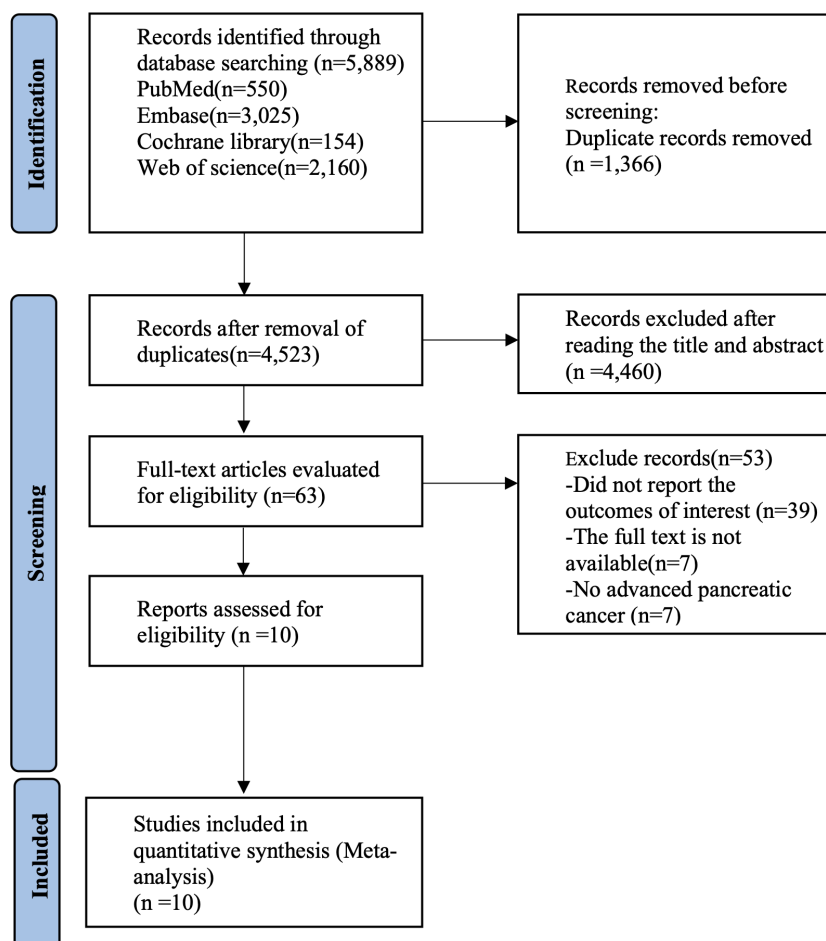 Identification
Records identified through
database searching (n=5,889)
PubMed(n=550)
Embase(n=3,025)
Cochrane library(n=154)
Web of science(n=2,160)
Records removed before
screening:
Duplicate records removed
(n =1,366)
Screening
Records after removal of
duplicates(n=4,523)
Records excluded after
reading the title and abstract
(n =4,460)
Full-text articles evaluated
for eligibility (n=63)
Exclude records(n=53)
-Did not report the
outcomes of interest (n=39)
-The full text is not
available(n=7)
-No advanced pancreatic
cancer (n=7)
Reports assessed for
eligibility (n =10)
Included
Studies included in
quantitative synthesis (Meta-
analysis)
(n =10)